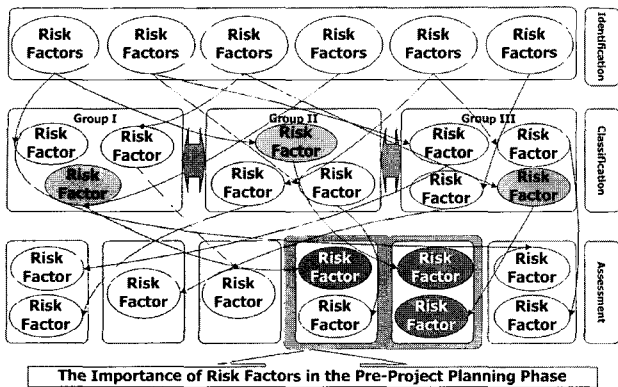 Risk Factors
Risk Factors
Risk Factors
Risk Factors
Risk Factors
Risk Factors
Identification
Group I
Group II
Group III
Risk Factor
Risk Factor
Risk Factor
Risk Factor
Risk Factor
Risk Factor
Risk Factor
Risk Factor
Risk Factor
Risk Factor
Classification
Risk Factor
Risk Factor
Risk Factor
Risk Factor
Risk Factor
Risk Factor
Risk Factor
Risk Factor
Risk Factor
Risk Factor
Assessment
The Importance of Risk Factors in the Pre-Project Planning Phase